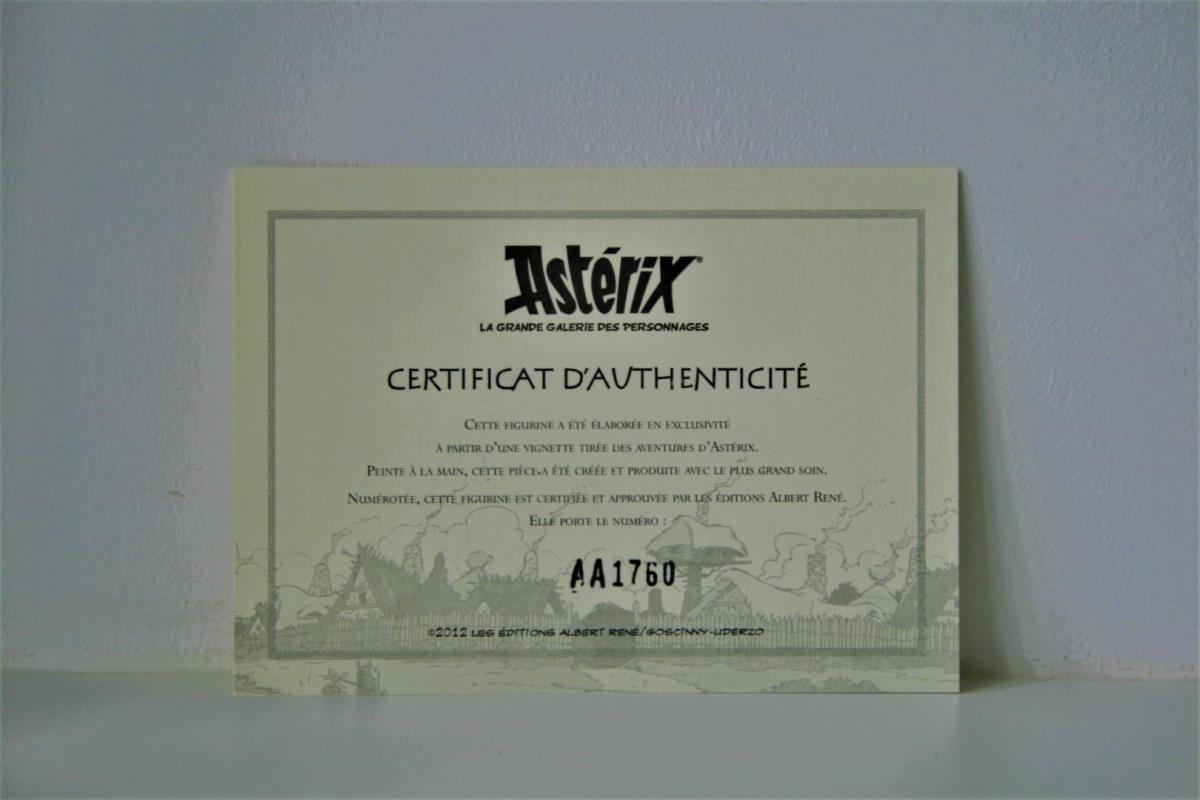 Astérix®
LA GRANDE GALERIE DES PERSONNAGES
CERTIFICAT D'AUTHENTICITÉ
CETTE FIGURINE A ÉTÉ ÉLABORÉE EN EXCLUSIVITÉ
À PARTIR D'UNE VIGNETTE TIRÉE DES AVENTURES D'ASTÉRIX.
PEINTE À LA MAIN, CETTE PIÈCE A ÉTÉ CRÉÉE ET PRODUITE AVEC LE PLUS GRAND SOIN.
NUMÉROTÉE, CETTE FIGURINE EST CERTIFIÉE ET APPROUVÉE PAR LES ÉDITIONS ALBERT RENÉ.
ELLE PORTE LE NUMÉRO :
AA1760
©2012 LES ÉDITIONS ALBERT RENÉ/GOSCINNY-UDERZO